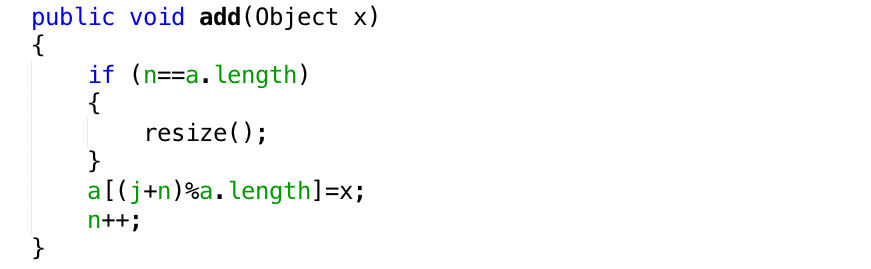 public void add(Object x)
{
    if (n==a.length)
    {
        resize();
    }
    a[(j+n)%a.length]=x;
    n++;
}